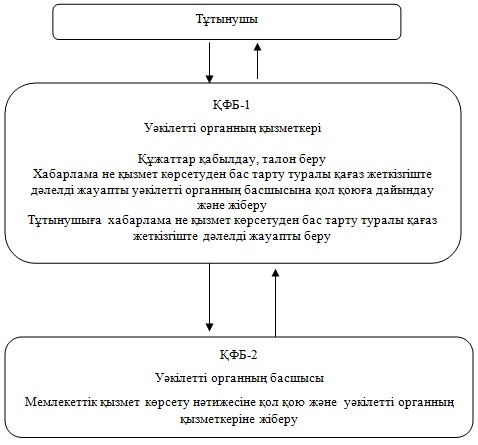 Тұтынушы
ҚФБ-1
Уәкілетті органның қызметкері
Құжаттар қабылдау, талон беру
Хабарлама не қызмет көрсетуден бас тарту туралы қағаз жеткізгіште
дәлелді жауапты уәкілетті органның басшысына қол қоюға дайындау
және жіберу
Тұтынушыға хабарлама не қызмет көрсетуден бас тарту туралы қағаз
жеткізгіште дәлелді жауапты беру
ҚФБ-2
Уәкілетті органның басшысы
Мемлекеттік қызмет көрсету нәтижесіне қол қою және уәкілетті органның
қызметкеріне жіберу